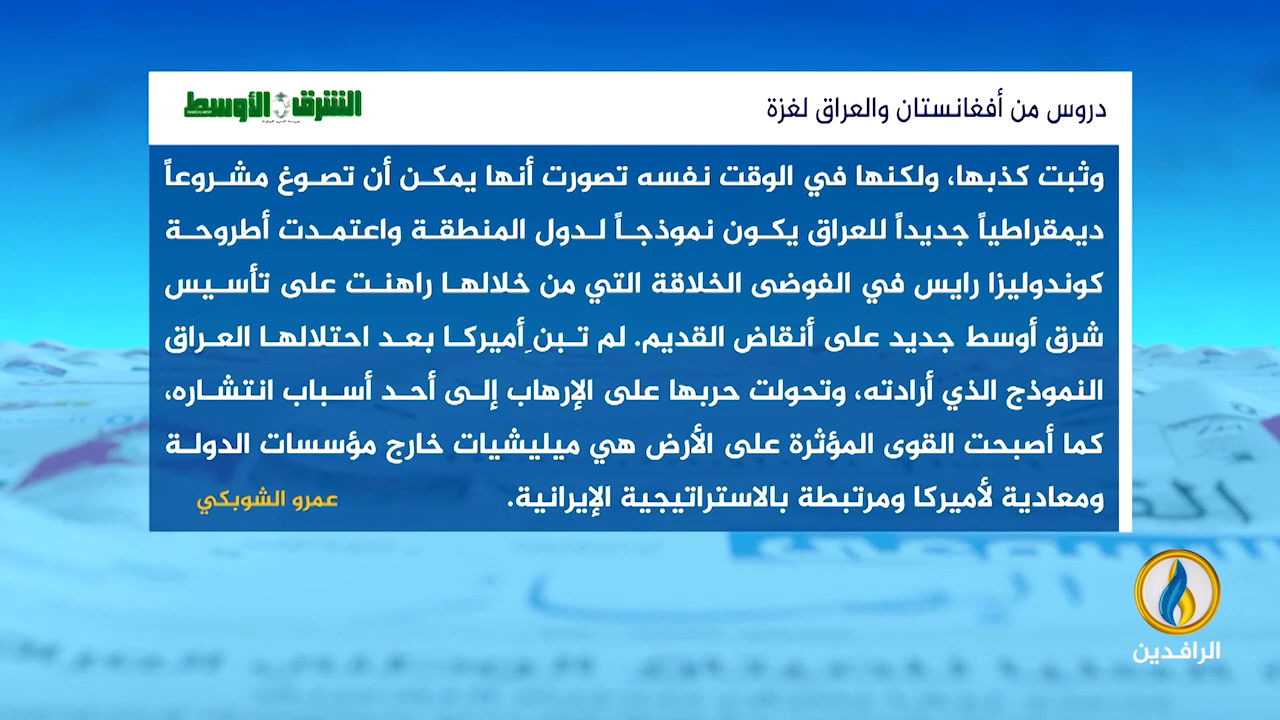 دروس من أفغانستان والعراق لغزة
الشرق الأوسط
وثبت كذبها، ولكنها في الوقت نفسه تصورت أنها يمكن أن تصوغ مشروعاً
ديمقراطياً جديداً للعراق يكون نموذجاً لدول المنطقة واعتمدت أطروحة
كوندوليزا رايس في الفوضى الخلاقة التي من خلالها راهنت على تأسيس
شرق أوسط جديد على أنقاض القديم. لم تبنِ أميركا بعد احتلالها العراق
النموذج الذي أرادته، وتحولت حربها على الإرهاب إلى أحد أسباب انتشاره،
كما أصبحت القوى المؤثرة على الأرض هي ميليشيات خارج مؤسسات الدولة
ومعادية لأميركا ومرتبطة بالاستراتيجية الإيرانية.
عمرو الشوبكي
الرافدين